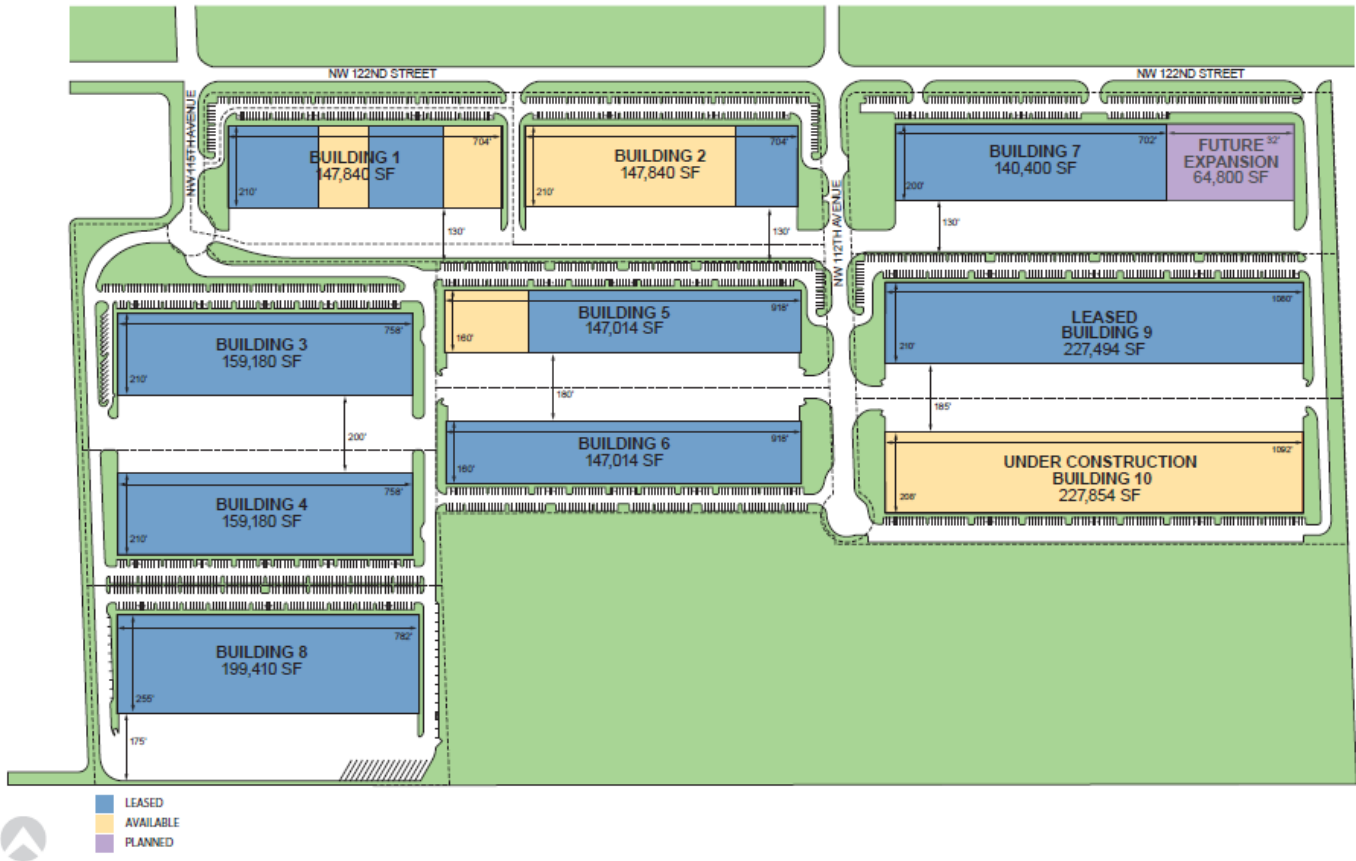 NW 122ND STREET
NW 122ND STREET
NW 115TH AVENUE
BUILDING 1
147,840 SF
704'
210'
130'
BUILDING 2
147,840 SF
704'
210'
130'
NW 112TH AVENUE
BUILDING 7
140,400 SF
702'
200'
130'
FUTURE 32'
EXPANSION
64,800 SF
BUILDING 3
159,180 SF
758'
210'
200'
BUILDING 5
147,014 SF
918'
160'
180'
LEASED
BUILDING 9
227,494 SF
1080'
210'
185'
BUILDING 4
159,180 SF
758'
210'
BUILDING 6
147,014 SF
918'
160'
UNDER CONSTRUCTION
BUILDING 10
227,854 SF
1092'
208'
BUILDING 8
199,410 SF
782'
255'
175'
LEASED
AVAILABLE
PLANNED